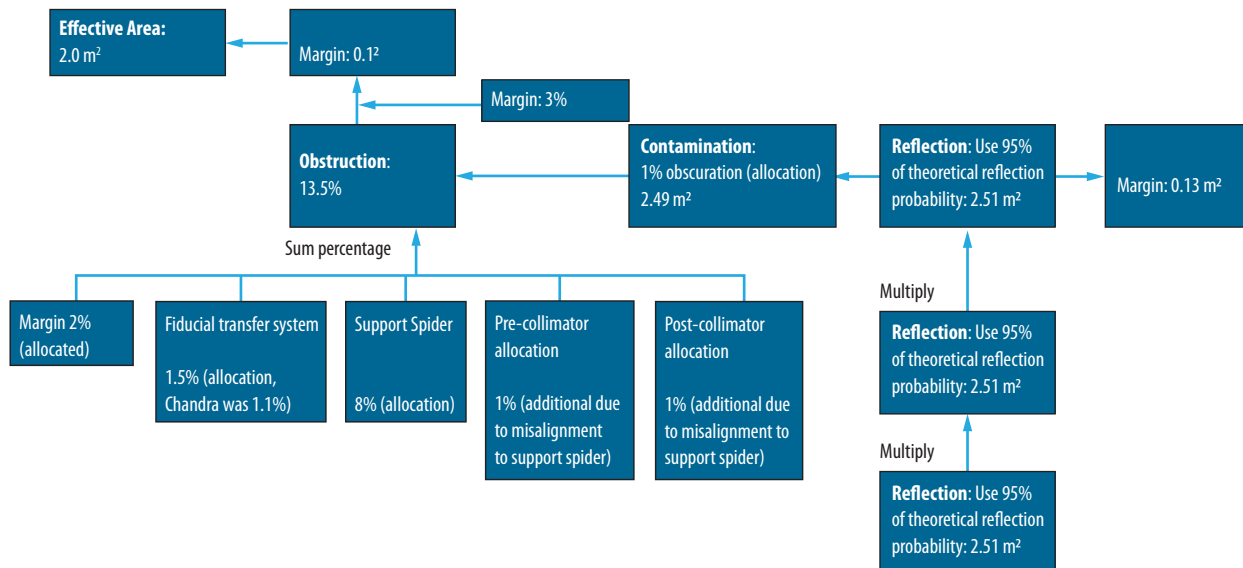 Effective Area:
2.0 m²
Margin: 0.1²
Margin: 3%
Obstruction:
13.5%
Contamination:
1% obscuration (allocation)
2.49 m²
Reflection: Use 95%
of theoretical reflection
probability: 2.51 m²
Margin: 0.13 m²
Sum percentage
Margin 2%
(allocated)
Fiducial transfer system
1.5% (allocation,
Chandra was 1.1%)
Support Spider
8% (allocation)
Pre-collimator
allocation
1% (additional due
to misalignment
to support spider)
Post-collimator
allocation
1% (additional due
to misalignment to
support spider)
Multiply
Reflection: Use 95%
of theoretical reflection
probability: 2.51 m²
Multiply
Reflection: Use 95%
of theoretical reflection
probability: 2.51 m²